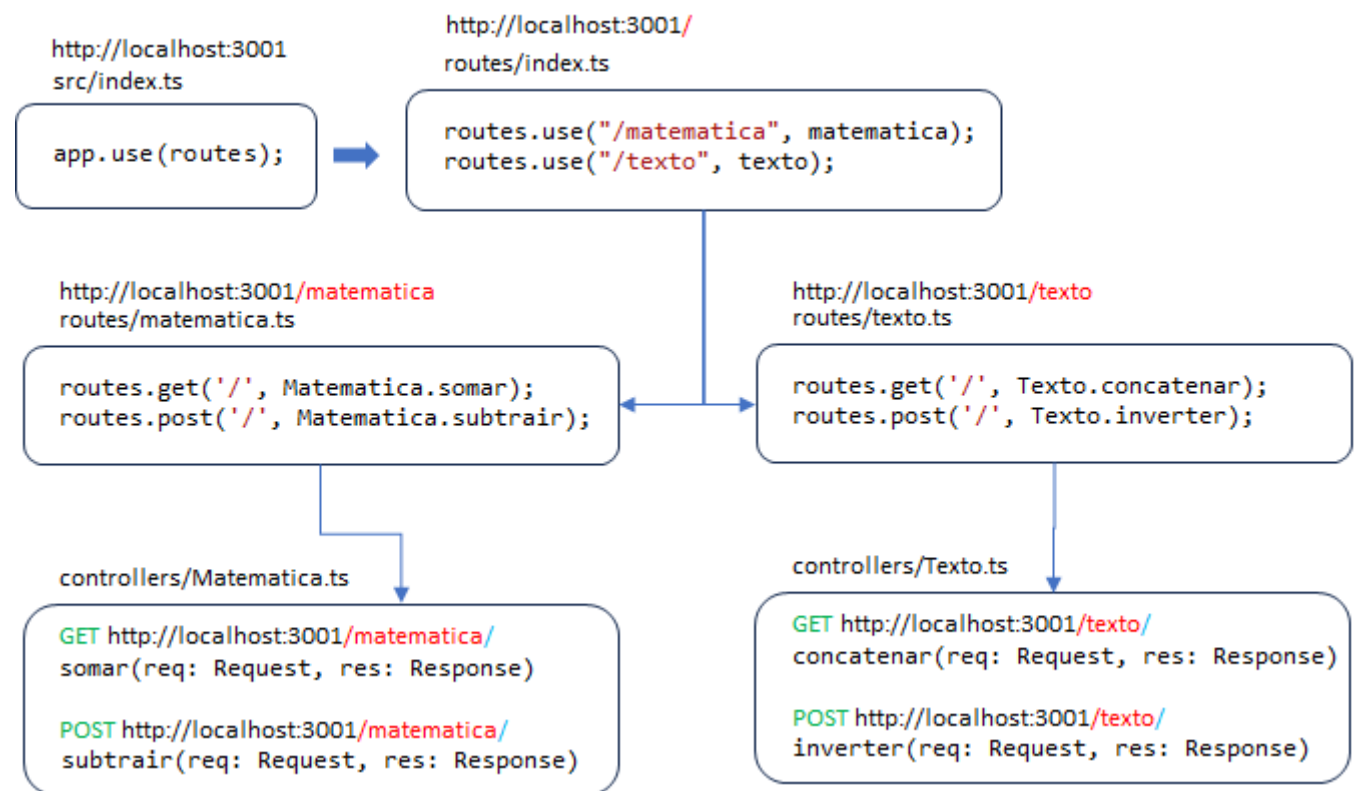 http://localhost:3001
src/index.ts
app.use(routes);
http://localhost:3001/
routes/index.ts
routes.use("/matematica", matematica);
routes.use("/texto", texto);
http://localhost:3001/matematica
routes/matematica.ts
routes.get('/', Matematica.somar);
routes.post('/', Matematica.subtrair);
http://localhost:3001/texto
routes/texto.ts
routes.get('/', Texto.concatenar);
routes.post('/', Texto.inverter);
controllers/Matematica.ts
GET http://localhost:3001/matematica/
somar(req: Request, res: Response)
POST http://localhost:3001/matematica/
subtrair(req: Request, res: Response)
controllers/Texto.ts
GET http://localhost:3001/texto/
concatenar(req: Request, res: Response)
POST http://localhost:3001/texto/
inverter(req: Request, res: Response)